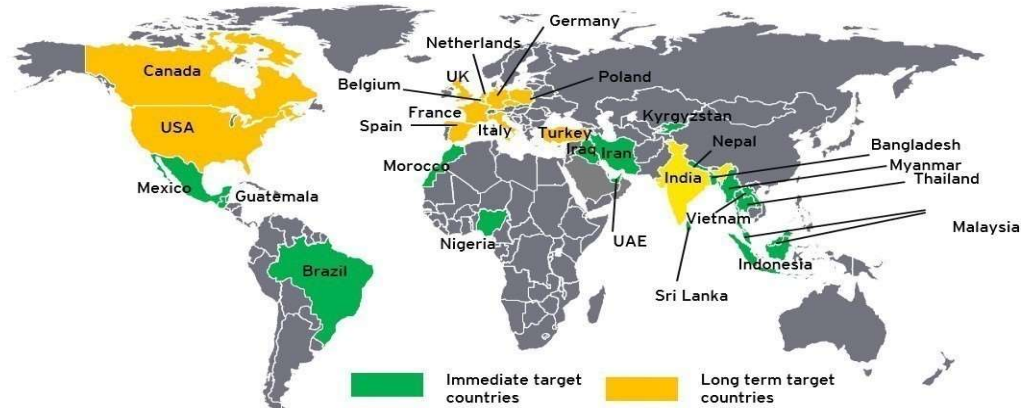 Germany
Netherlands
Canada
UK
Poland
Belgium
France
Kyrgyzstan
USA
Spain
Italy
Turkey
Nepal
Iraq
Iran
Bangladesh
Morocco
Myanmar
India
Thailand
Mexico
Guatemala
Vietnam
Malaysia
Nigeria
UAE
Brazil
Indonesia
Sri Lanka
Immediate target
countries
Long term target
countries